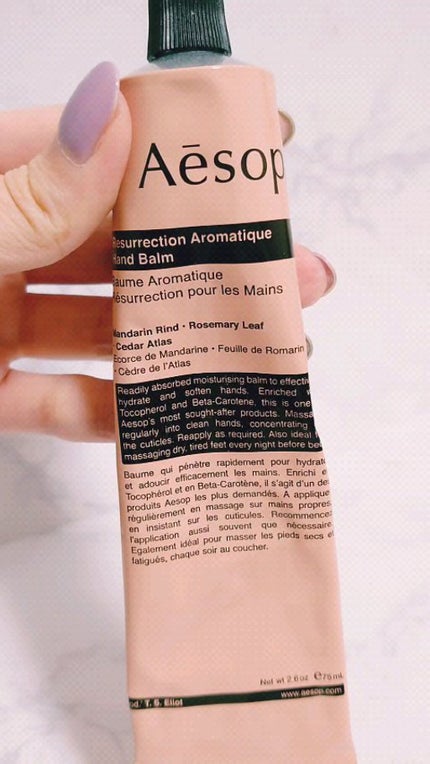 Aēsop
Resurrection Aromatique
Hand Balm
Baume Aromatique
Résurrection pour les Mains
Mandarin Rind • Rosemary Leaf
• Cedar Atlas
Ecorce de Mandarine • Feuille de Romarin
• Cèdre de l'Atlas
Readily absorbed moisturising balm to effectiv
hydrate and soften hands. Enriched
Tocopherol and Beta-Carotene, this is one
Aesop's most sought-after products. Massa
regularly into clean hands, concentrating
the cuticles. Reapply as required. Also ideal f
massaging dry, tired feet every night before be
Baume qui pénètre rapidement pour hydrate
et adoucir efficacement les mains. Enrichi e
Tocophérol et en Beta-Carotène, il s'agit d'un de
produits Aesop les plus demandés. A applique
régulièrement en massage sur mains propres
en insistant sur les cuticules. Recommence
l'application aussi souvent que nécessaire.
Egalement idéal pour masser les pieds secs e
fatigués, chaque soir au coucher.
Net wt 2.6 oz ℮75 mL
od.' T. S. Eliot
www.aesop.com